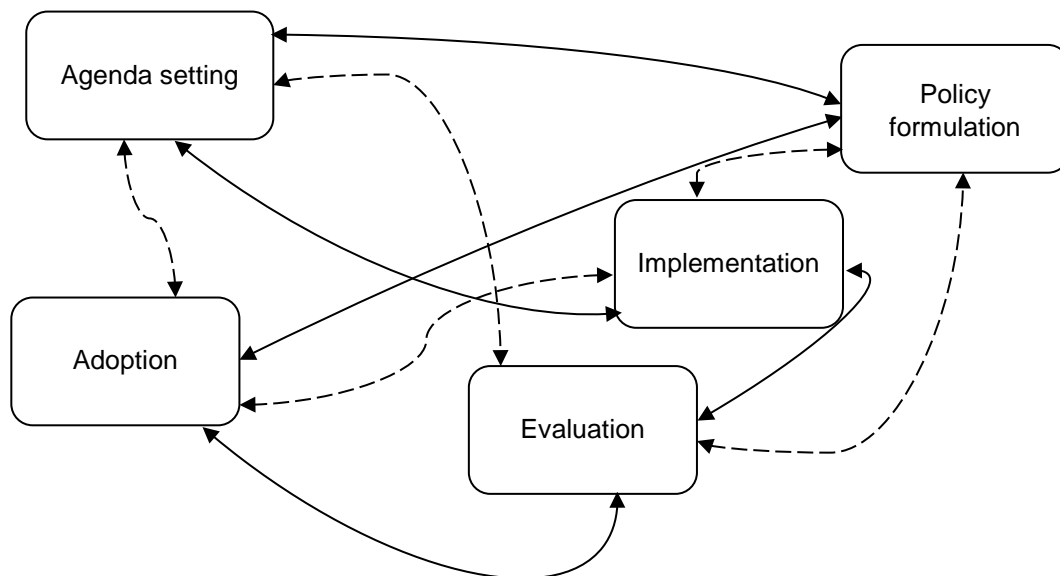 Agenda setting
Policy
formulation
Implementation
Adoption
Evaluation